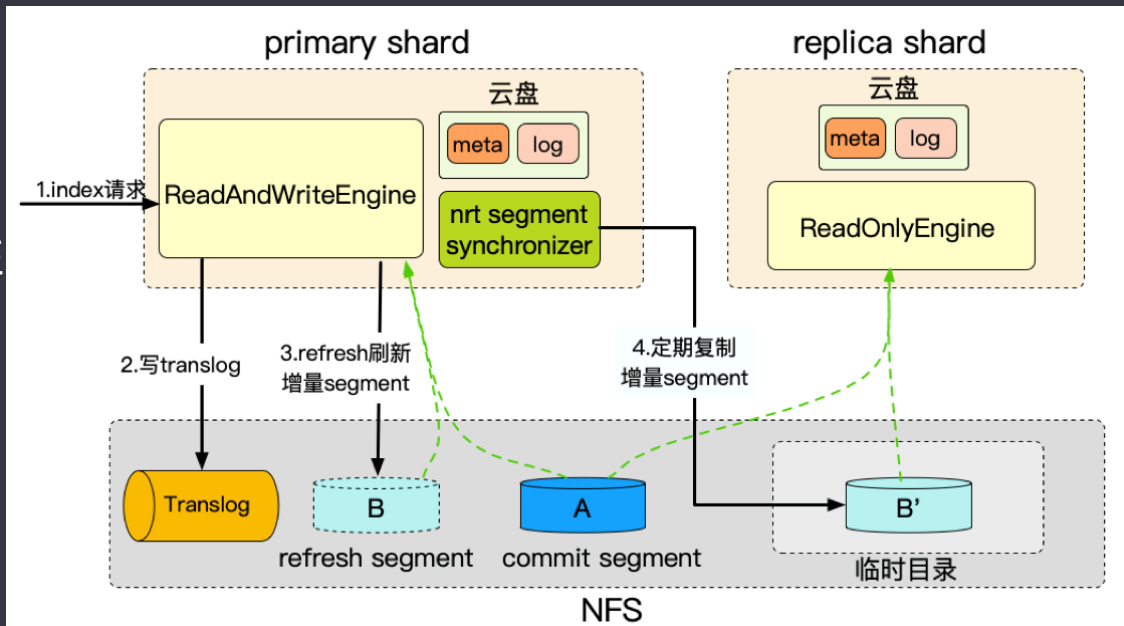 primary shard
replica shard
云盘
meta
log
ReadAndWriteEngine
nrt segment
synchronizer
云盘
meta
log
ReadOnlyEngine
1.index请求
2.写translog
3.refresh刷新
增量segment
4.定期复制
增量segment
Translog
B
refresh segment
A
commit segment
B’
临时目录
NFS